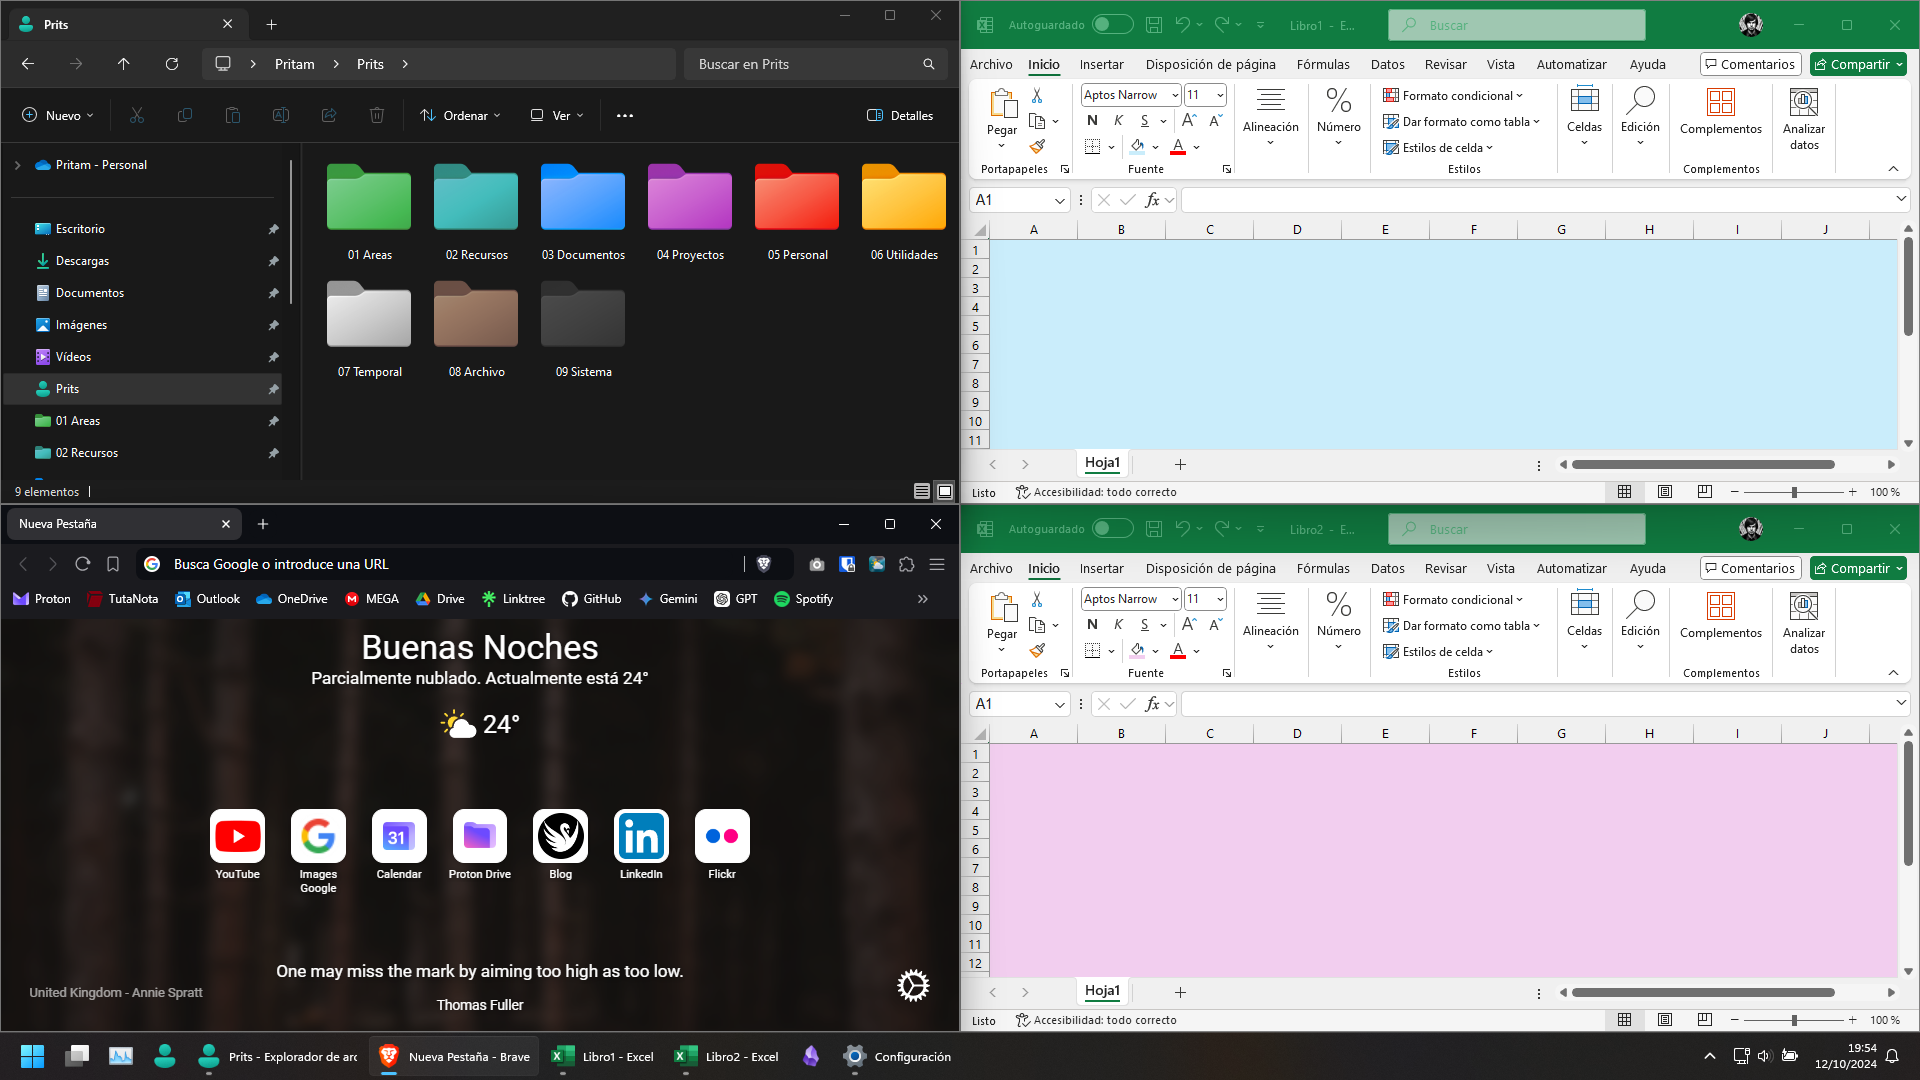 Prits
Pritam
Prits
Buscar en Prits
Nuevo
Ordenar
Ver
Detalles
Pritam - Personal
Escritorio
Descargas
Documentos
Imágenes
Vídeos
Prits
01 Areas
02 Recursos
01 Areas
02 Recursos
03 Documentos
04 Proyectos
05 Personal
06 Utilidades
07 Temporal
08 Archivo
09 Sistema
9 elementos
Autoguardado
Libro1 - E...
Buscar
Archivo
Inicio
Insertar
Disposición de página
Fórmulas
Datos
Revisar
Vista
Automatizar
Ayuda
Comentarios
Compartir
Pegar
Portapapeles
Aptos Narrow
11
N
K
S
A
A
A
Fuente
Alineación
Número
Formato condicional
Dar formato como tabla
Estilos de celda
Estilos
Celdas
Edición
Complementos
Complementos
Analizar
datos
A1
fx
A B C D E F G H I J
1
2
3
4
5
6
7
8
9
10
11
Hoja1
Listo
Accesibilidad: todo correcto
100 %
Nueva Pestaña
Busca Google o introduce una URL
Proton
TutaNota
Outlook
OneDrive
MEGA
Drive
Linktree
GitHub
Gemini
GPT
Spotify
Buenas Noches
Parcialmente nublado. Actualmente está 24°
24°
31
in
YouTube
Images
Google
Calendar
Proton Drive
Blog
LinkedIn
Flickr
One may miss the mark by aiming too high as too low.
Thomas Fuller
United Kingdom - Annie Spratt
Autoguardado
Libro2 - E...
Buscar
Archivo
Inicio
Insertar
Disposición de página
Fórmulas
Datos
Revisar
Vista
Automatizar
Ayuda
Comentarios
Compartir
Pegar
Portapapeles
Aptos Narrow
11
N
K
S
A
A
A
Fuente
Alineación
Número
Formato condicional
Dar formato como tabla
Estilos de celda
Estilos
Celdas
Edición
Complementos
Complementos
Analizar
datos
A1
fx
A B C D E F G H I J
1
2
3
4
5
6
7
8
9
10
11
12
Hoja1
Listo
Accesibilidad: todo correcto
100 %
Prits - Explorador de arc
Nueva Pestaña - Brave
Libro1 - Excel
Libro2 - Excel
Configuración
19:54
12/10/2024